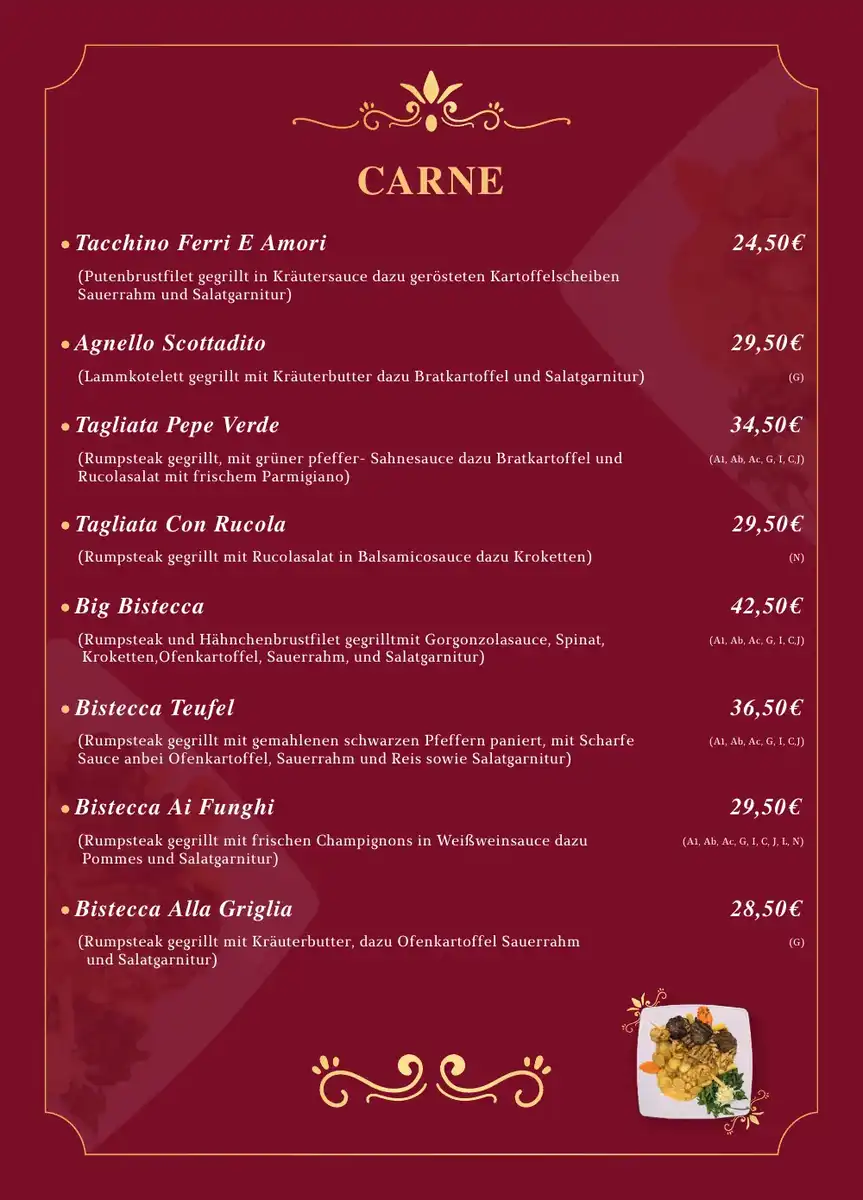 CARNE
• Tacchino Ferri E Amori 24,50€
(Putenbrustfilet gegrillt in Kräutersauce dazu gerösteten Kartoffelscheiben
Sauerrahm und Salatgarnitur)
• Agnello Scottadito 29,50€
(Lammkotelett gegrillt mit Kräuterbutter dazu Bratkartoffel und Salatgarnitur) (G)
• Tagliata Pepe Verde 34,50€
(Rumpsteak gegrillt, mit grüner pfeffer- Sahnesauce dazu Bratkartoffel und (A1, Ab, Ac, G, I, C,J)
Rucolasalat mit frischem Parmigiano)
• Tagliata Con Rucola 29,50€
(Rumpsteak gegrillt mit Rucolasalat in Balsamicosauce dazu Kroketten) (N)
• Big Bistecca 42,50€
(Rumpsteak und Hähnchenbrustfilet gegrilltmit Gorgonzolasauce, Spinat, (A1, Ab, Ac, G, I, C,J)
Kroketten,Ofenkartoffel, Sauerrahm, und Salatgarnitur)
• Bistecca Teufel 36,50€
(Rumpsteak gegrillt mit gemahlenen schwarzen Pfeffern paniert, mit Scharfe (A1, Ab, Ac, G, I, C,J)
Sauce anbei Ofenkartoffel, Sauerrahm und Reis sowie Salatgarnitur)
• Bistecca Ai Funghi 29,50€
(Rumpsteak gegrillt mit frischen Champignons in Weißweinsauce dazu (A1, Ab, Ac, G, I, C, J, L, N)
Pommes und Salatgarnitur)
• Bistecca Alla Griglia 28,50€
(Rumpsteak gegrillt mit Kräuterbutter, dazu Ofenkartoffel Sauerrahm (G)
und Salatgarnitur)